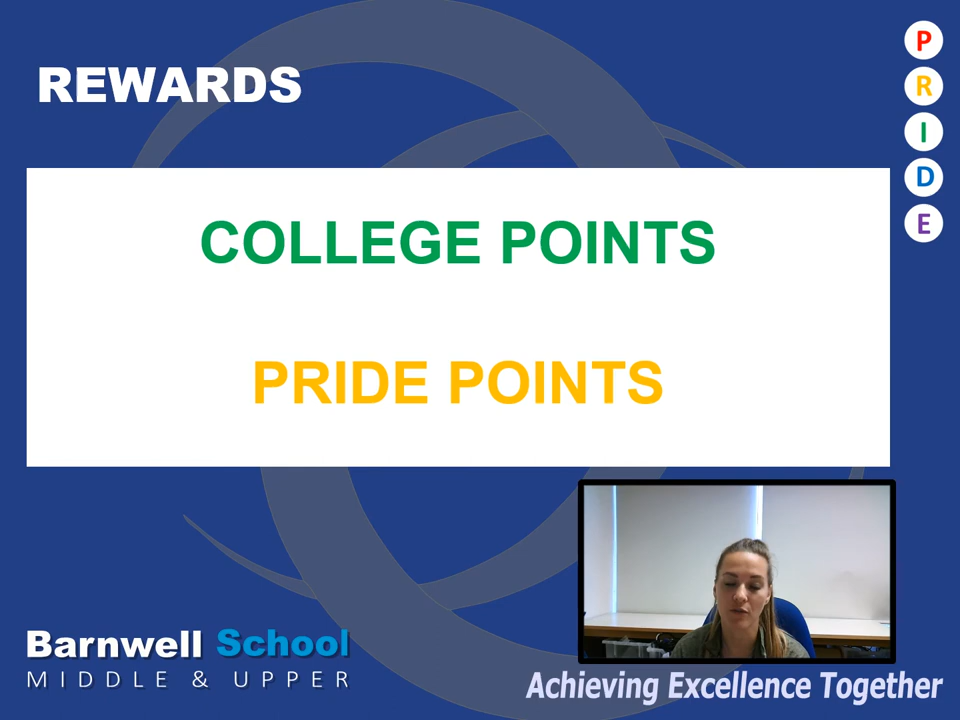 REWARDS
P
R
I
D
E
COLLEGE POINTS
PRIDE POINTS
Barnwell School
MIDDLE & UPPER
Achieving Excellence Together